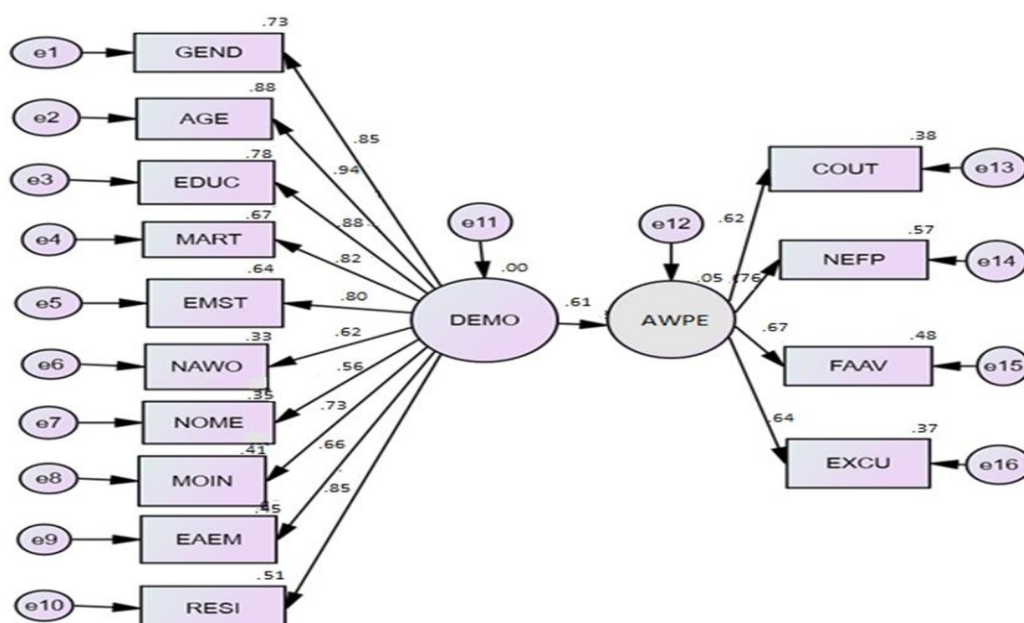 .73
e1
GEND
.88
e2
AGE
.85
.78
.94
e3
EDUC
.67
.88
e4
MART
.82
.64
e5
EMST
.80
.33
e6
NAWO
.62
.35
e7
NOME
.56
.41
e8
MOIN
.73
.45
e9
EAEM
.66
.51
e10
RESI
.85
e11
.00
DEMO
.61
e12
.05
AWPE
.38
COUT
e13
.62
.57
NEFP
e14
.76
.48
FAAV
e15
.67
.37
EXCU
e16
.64